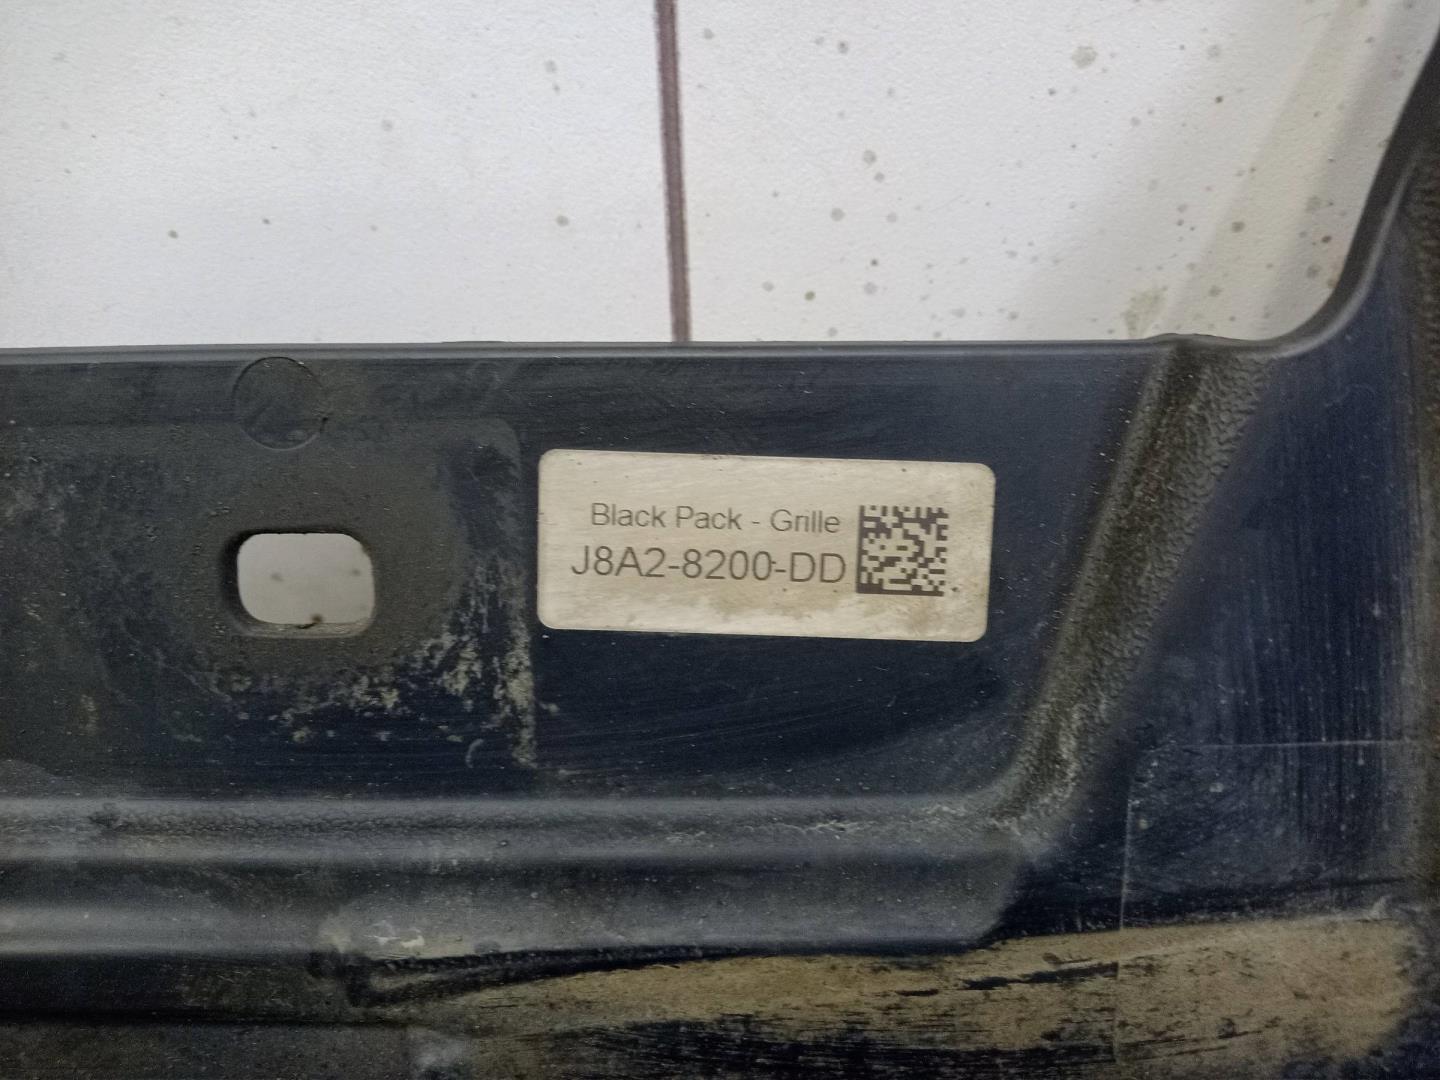 Black Pack - Grille
J8A2-8200-DD